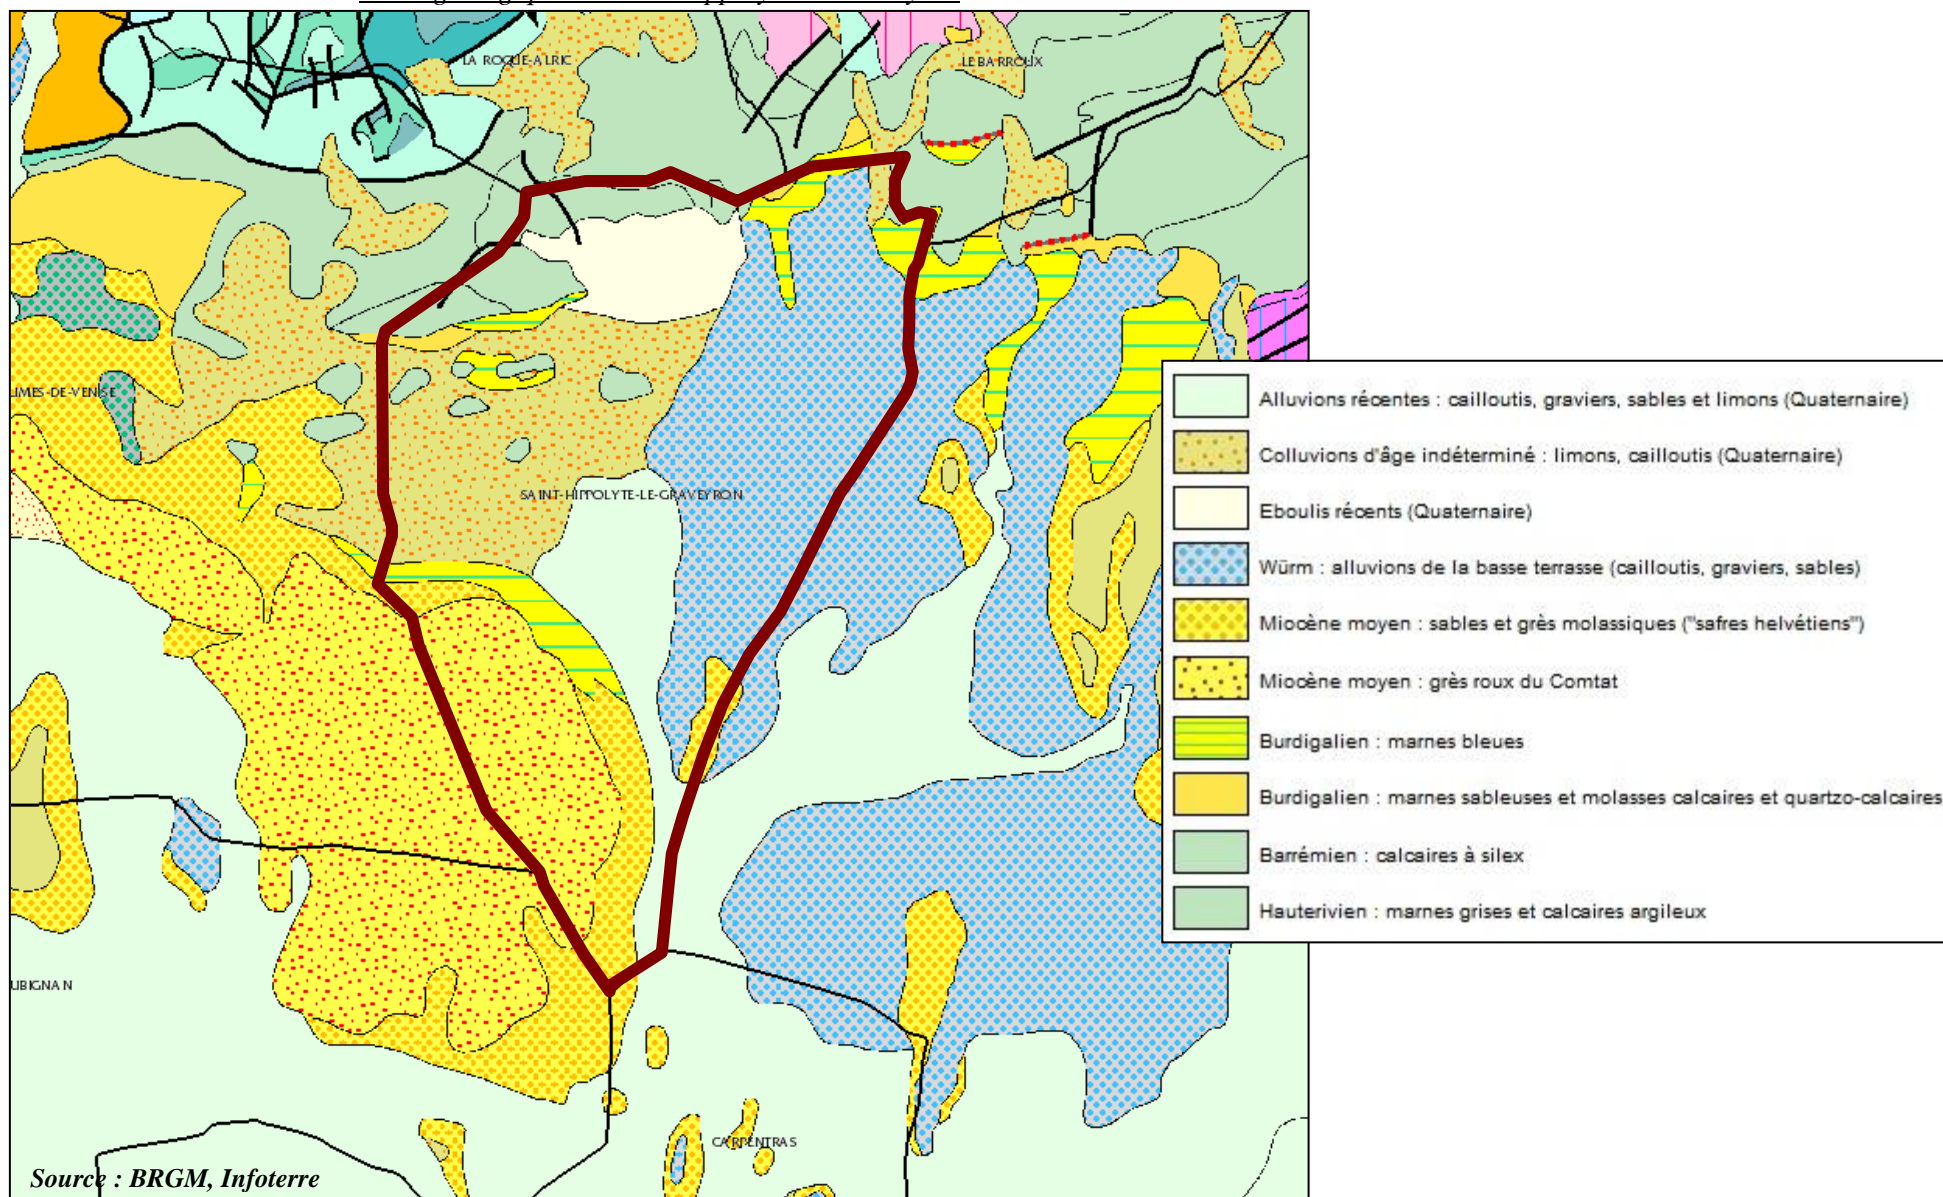 LA ROQUE-ALRIC
LE BARROUX
SAINT-HIPPOLYTE-LE-GRAVEYRON
CARPENTRAS
Source : BRGM, Infoterre
Alluvions récentes : cailloutis, graviers, sables et limons (Quaternaire)
Colluvions d'âge indéterminé : limons, cailloutis (Quaternaire)
Eboulis récents (Quaternaire)
Würm : alluvions de la basse terrasse (cailloutis, graviers, sables)
Miocène moyen : sables et grès molassiques ("safres helvétiens")
Miocène moyen : grès roux du Comtat
Burdigalien : marnes bleues
Burdigalien : marnes sableuses et molasses calcaires et quartzo-calcaires
Barrémien : calcaires à silex
Hauterivien : marnes grises et calcaires argileux
IMES-DE-VENISE
UBIGNAN